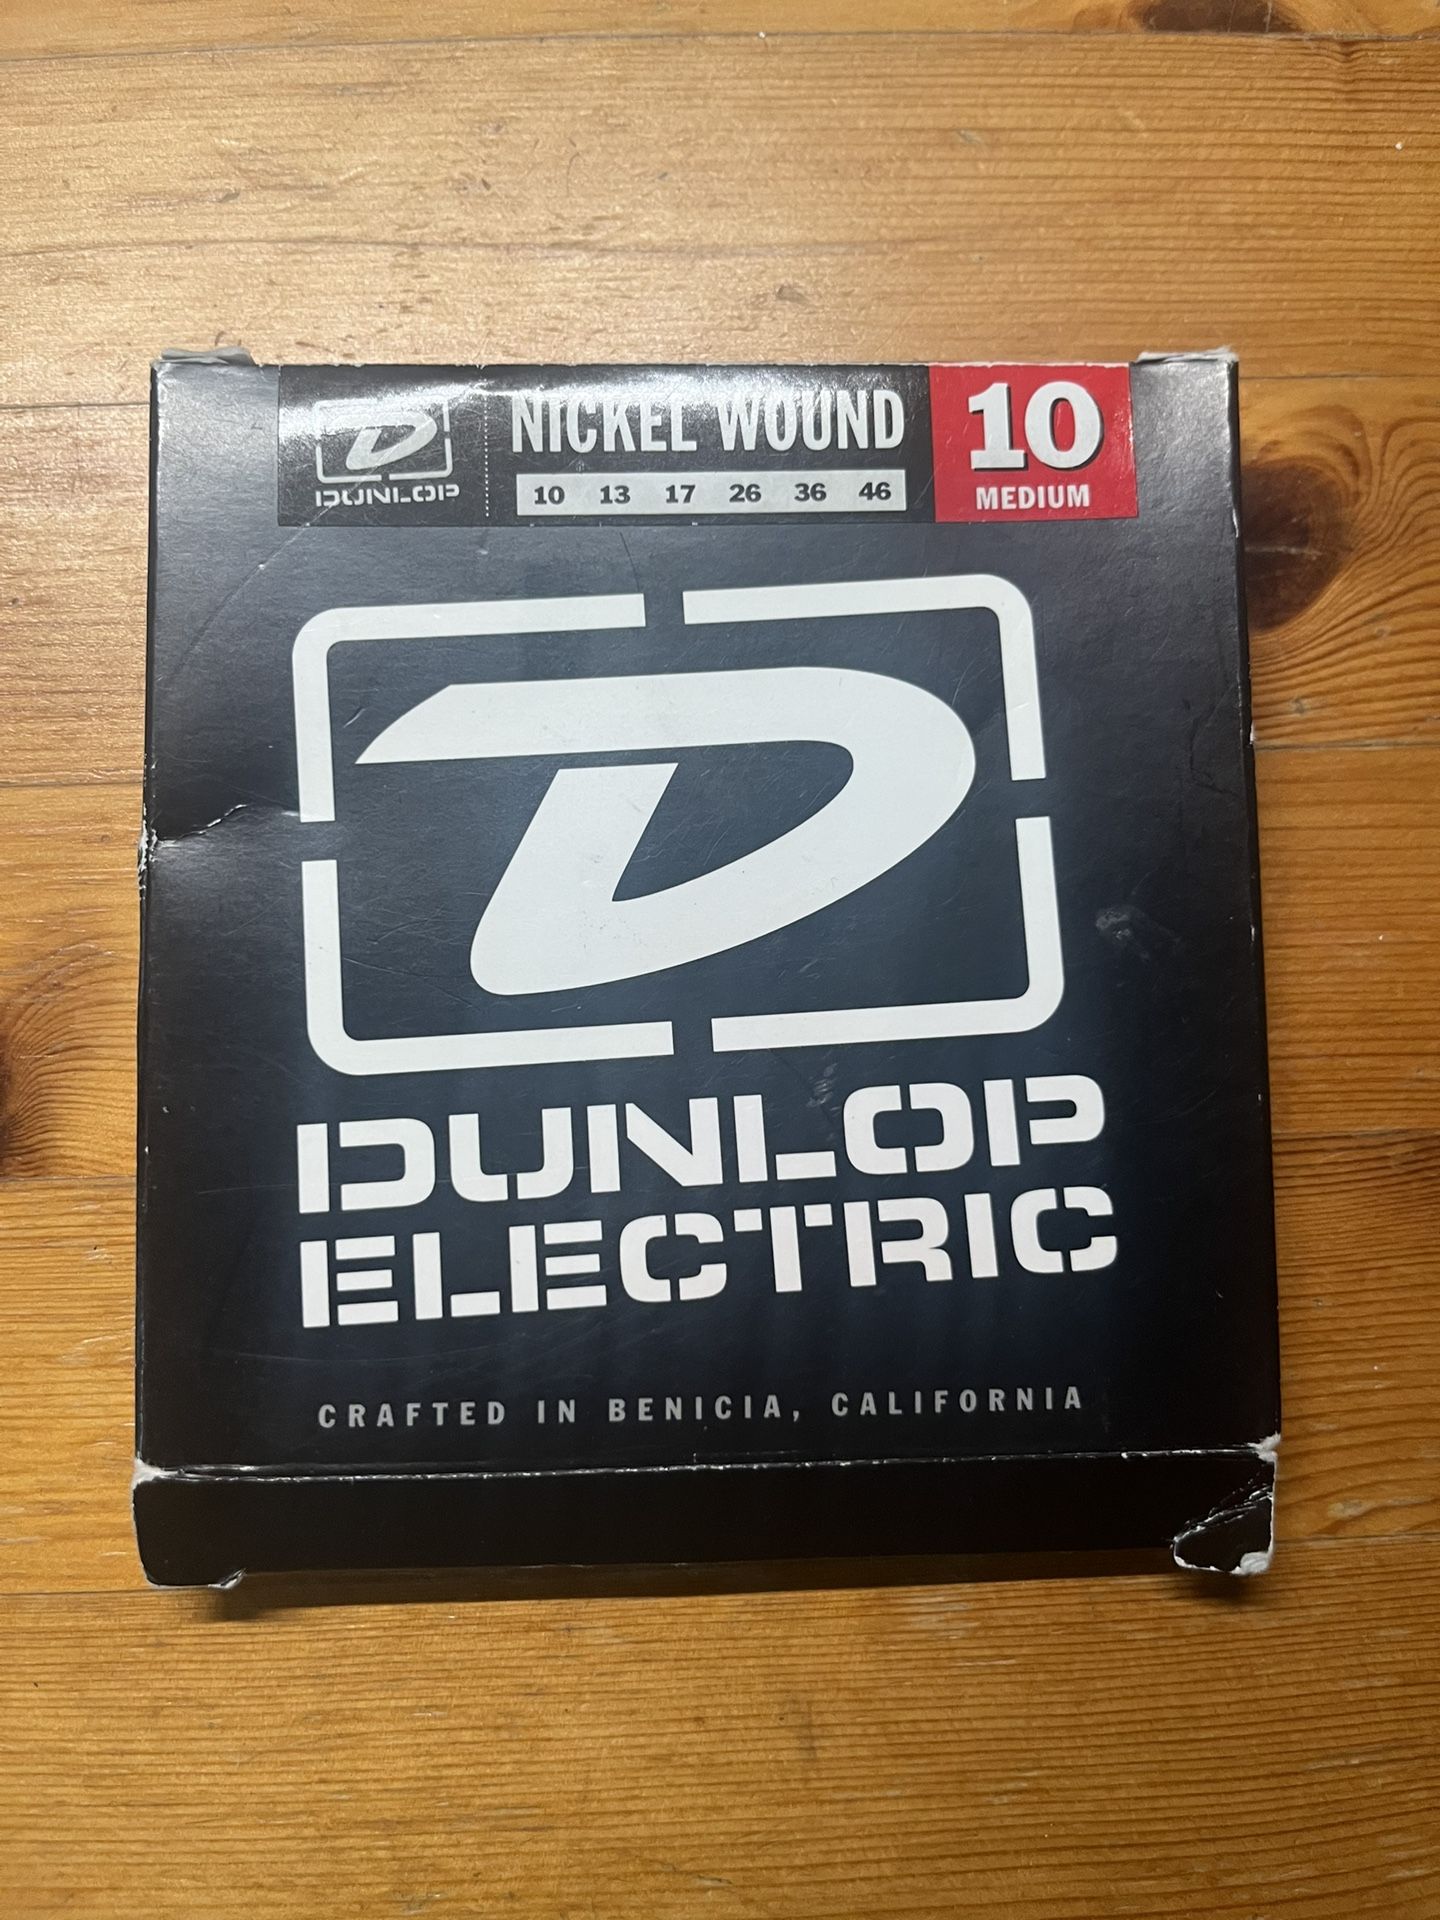 DUNLOP
NICKEL WOUND
10 13 17 26 36 46
10
MEDIUM
D
DUNLOP
ELECTRIC
CRAFTED IN BENICIA, CALIFORNIA